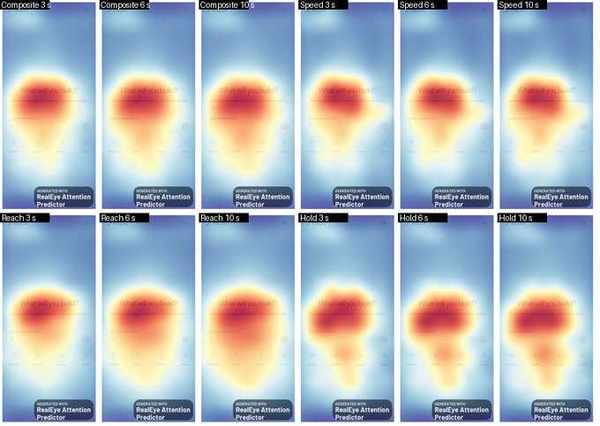 Composite 3 s
Composite 6 s
Composite 10 s
Speed 3 s
Speed 6 s
Speed 10 s
GENERATED WITH
RealEye Attention
Predictor
GENERATED WITH
RealEye Attention
Predictor
GENERATED WITH
RealEye Attention
Predictor
GENERATED WITH
RealEye Attention
Predictor
GENERATED WITH
RealEye Attention
Predictor
GENERATED WITH
RealEye Attention
Predictor
Reach 3 s
Reach 6 s
Reach 10 s
Hold 3 s
Hold 6 s
Hold 10 s
GENERATED WITH
RealEye Attention
Predictor
GENERATED WITH
RealEye Attention
Predictor
GENERATED WITH
RealEye Attention
Predictor
GENERATED WITH
RealEye Attention
Predictor
GENERATED WITH
RealEye Attention
Predictor
GENERATED WITH
RealEye Attention
Predictor